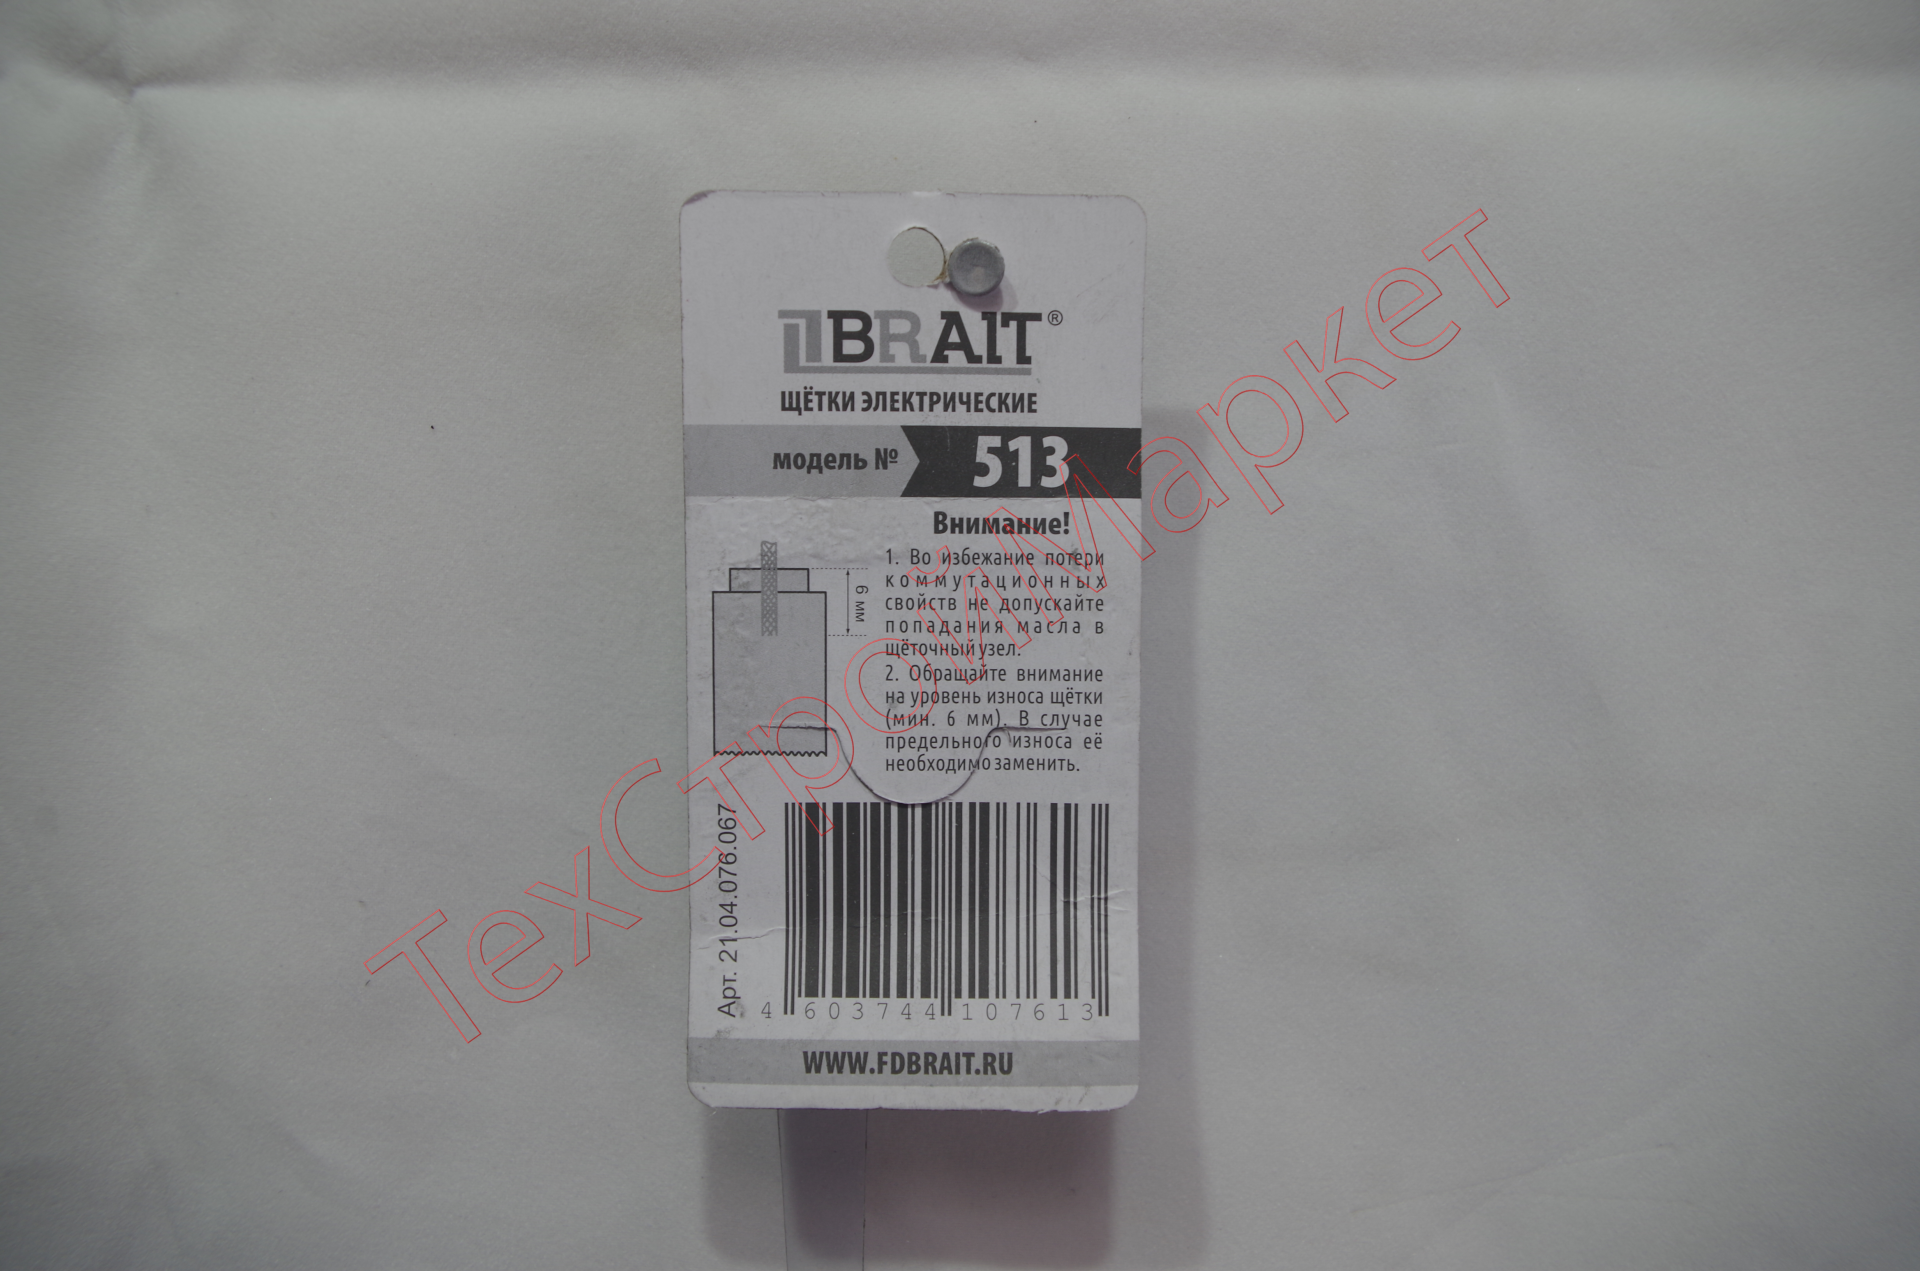 BRAIT®
ЩЁТКИ ЭЛЕКТРИЧЕСКИЕ
модель № 513
Внимание!
1. Во избежание потери
коммутационных
свойств не допускайте
попадания масла в
щёточный узел.
2. Обращайте внимание
на уровень износа щётки
(мин. 6 мм). В случае
предельного износа её
необходимо заменить.
6 мм
Арт. 21.04.076.067
4 603744 107613
WWW.FDBRAIT.RU
ТехСтройМаркет